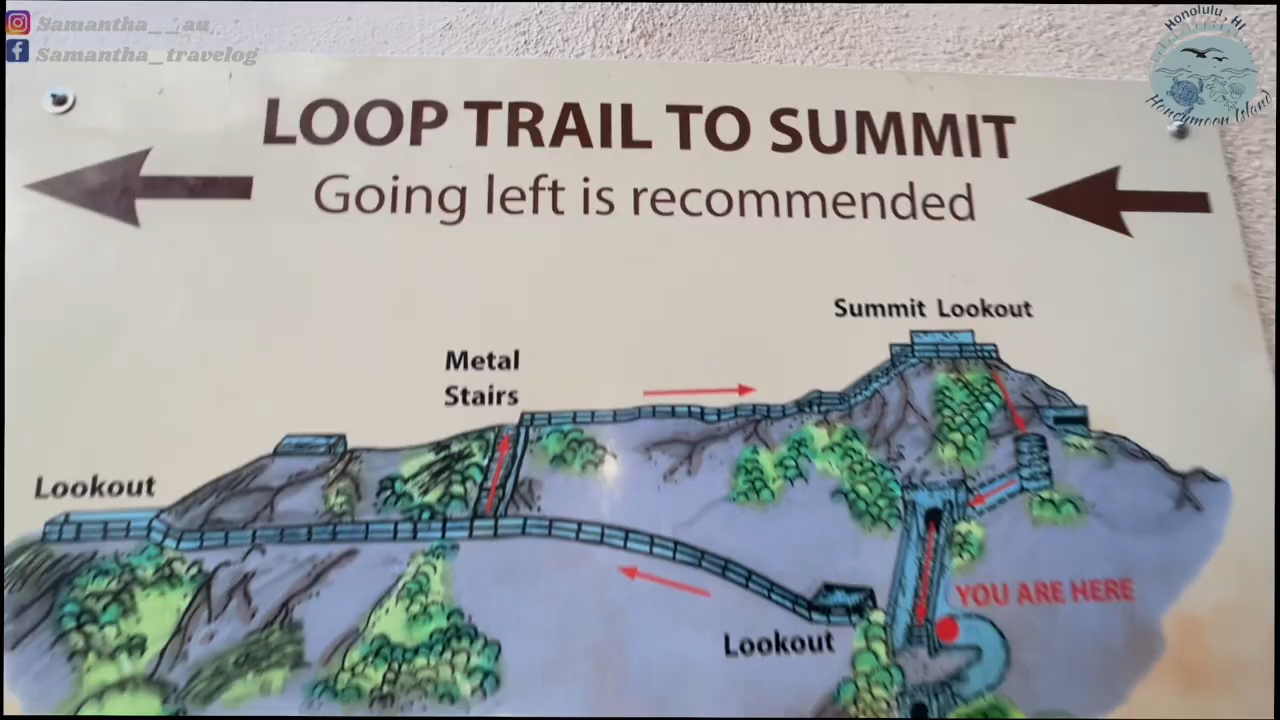 Samantha__au
Samantha_travelog
Honolulu, HI
Honeymoon Island
LOOP TRAIL TO SUMMIT
Going left is recommended
Summit Lookout
Metal
Stairs
Lookout
YOU ARE HERE
Lookout